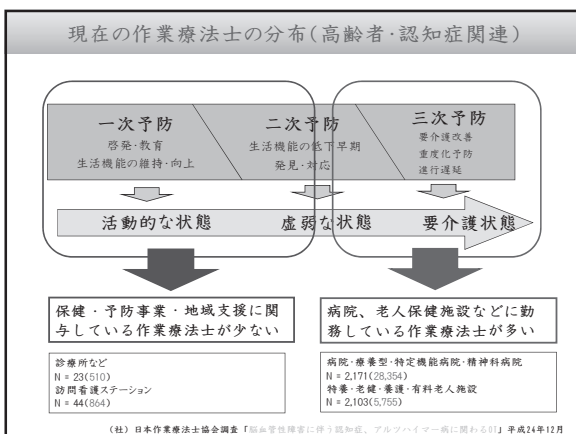 現在の作業療法士の分布(高齢者・認知症関連)
一次予防
啓発・教育
生活機能の維持・向上
二次予防
生活機能の低下早期
発見・対応
三次予防
要介護改善
重度化予防
進行遅延
活動的な状態
虚弱な状態
要介護状態
保健・予防事業・地域支援に関
与している作業療法士が少ない
病院、老人保健施設などに勤
務している作業療法士が多い
診療所など
N = 23(510)
訪問看護ステーション
N = 44(864)
病院・療養型・特定機能病院・精神科病院
N = 2,171(28,354)
特養・老健・養護・有料老人施設
N = 2,103(5,755)
(社)日本作業療法士協会調査「脳血管性障害に伴う認知症、アルツハイマー病に関わるOT」平成24年12月